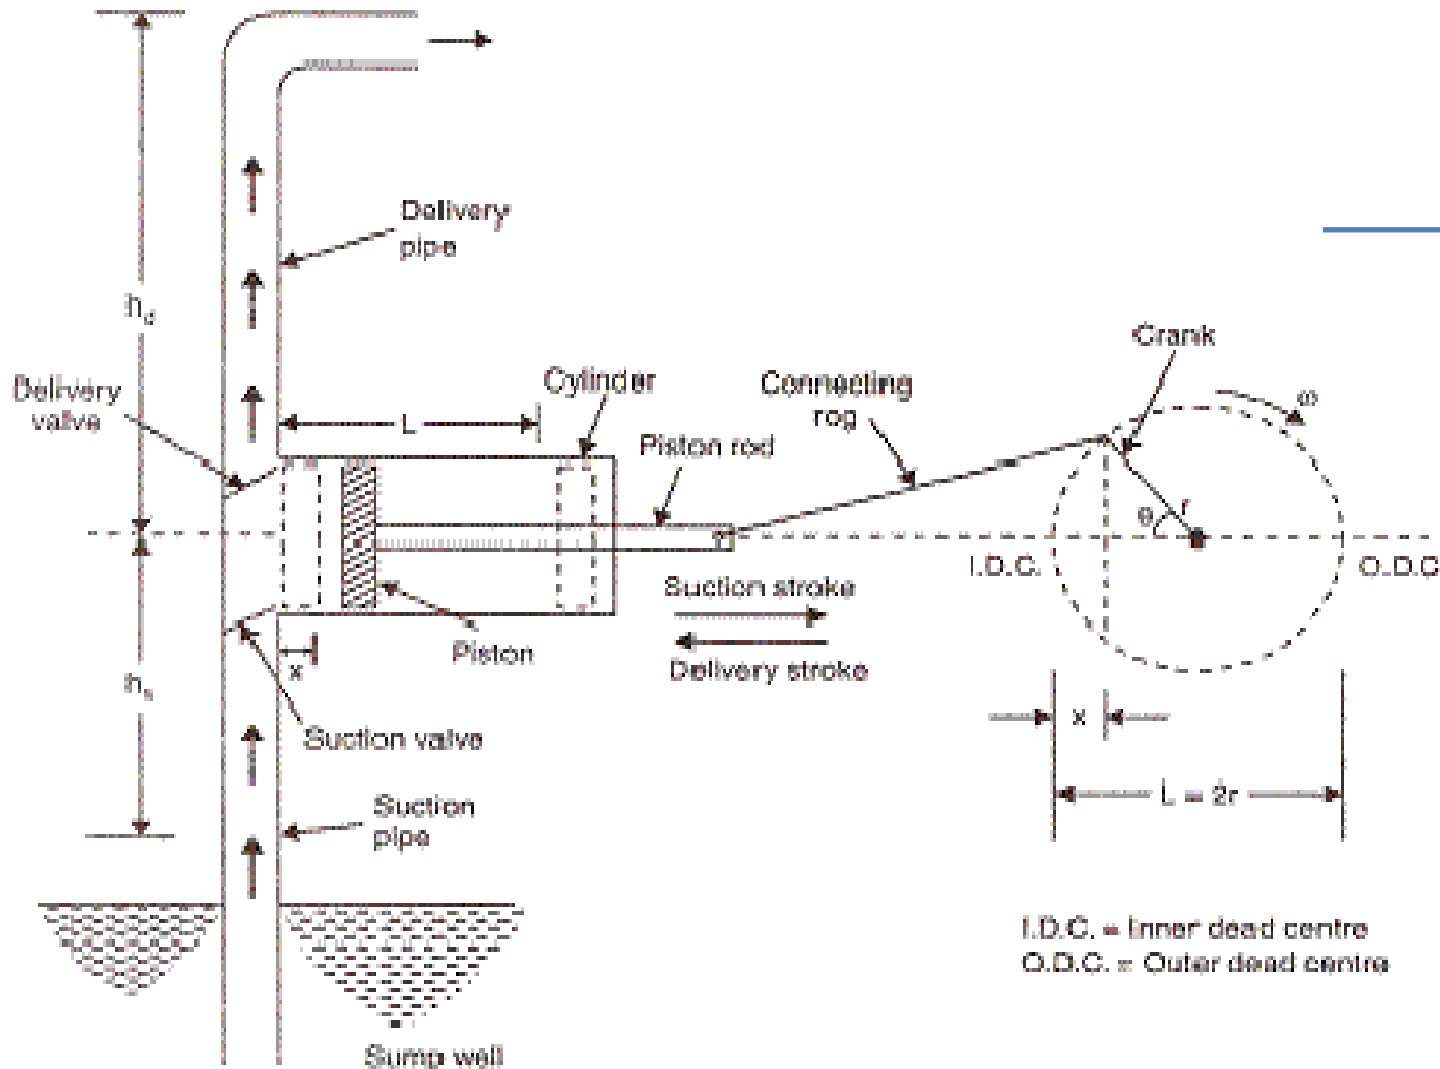 Delivery
pipe
h_d
Crank
ω
Delivery
valve
Cylinder
Connecting
rog
L
Piston rod
θ
r
I.D.C.
O.D.C
Suction stroke
Piston
x
Delivery stroke
h_s
x
Suction valve
L = 2r
Suction
pipe
I.D.C. = Inner dead centre
O.D.C. = Outer dead centre
Sump well